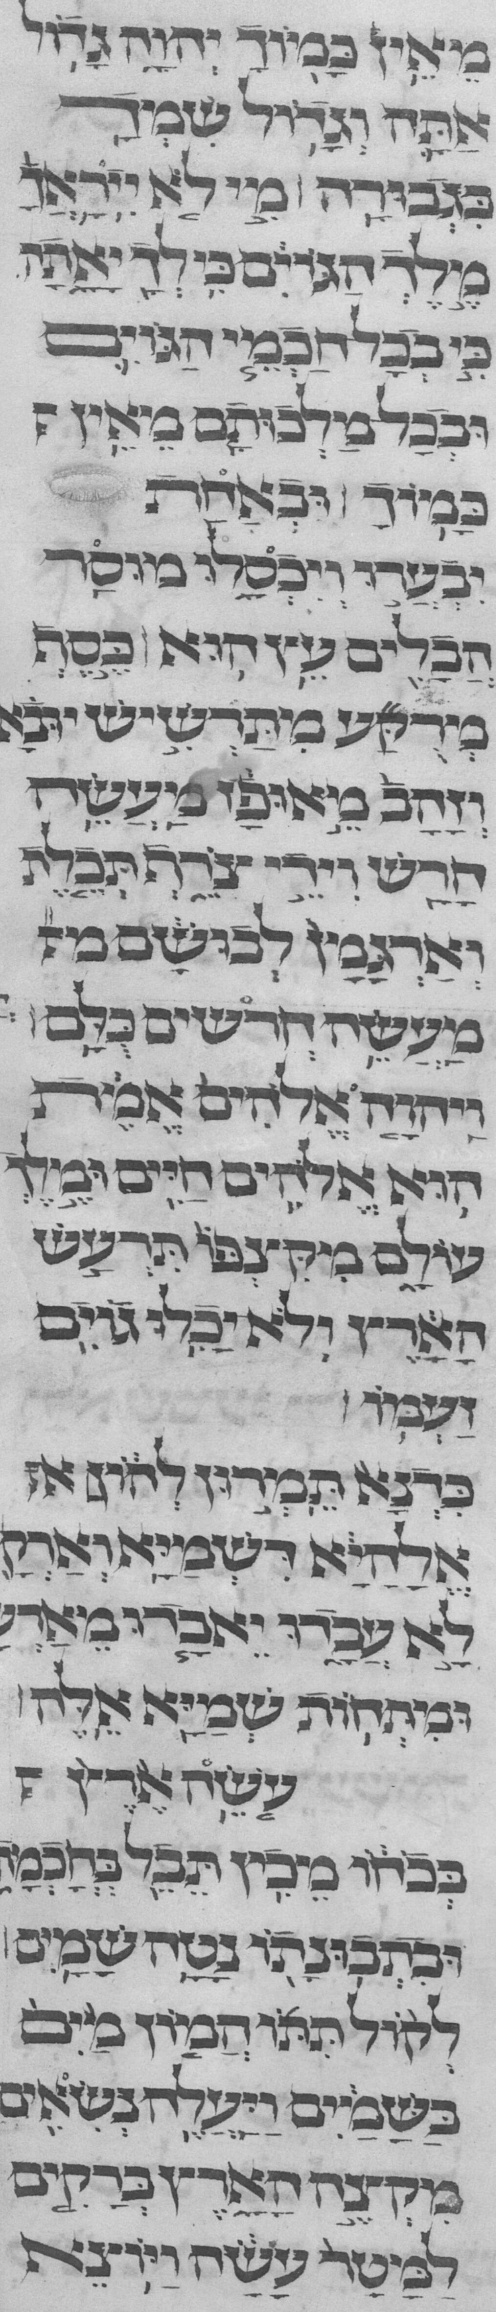 מֵאֵין כָּמוֹךָ יְהוָה גָּדוֹל
אַתָּה וְגָדוֹל שִׁמְךָ
בִּגְבוּרָה מִי לֹא יִירָאֲךָ
מֶלֶךְ הַגּוֹיִם כִּי לְךָ יָאָתָה
כִּי בְכָל חַכְמֵי הַגּוֹיִם
וּבְכָל מַלְכוּתָם מֵאֵין
כָּמוֹךָ וּבְאַחַת
יִבְעֲרוּ וְיִכְסָלוּ מוּסַר
הֲבָלִים עֵץ הוּא כֶּסֶף
מְרֻקָּע מִתַּרְשִׁישׁ יוּבָא
וְזָהָב מֵאוּפָז מַעֲשֵׂה
חָרָשׁ וִידֵי צוֹרֵף תְּכֵלֶת
וְאַרְגָּמָן לְבוּשָׁם מ
מַעֲשֵׂה חֲרָשִׁים כֻּלָּם
וַיהוָה אֱלֹהִים אֱמֶת
הוּא אֱלֹהִים חַיִּים וּמֶלֶךְ
עוֹלָם מִקִּצְפּוֹ תִּרְעַשׁ
הָאָרֶץ וְלֹא יָכִלוּ גוֹיִם
זַעְמוֹ
כִּדְנָא תֵּמְרוּן לְהוֹן א
אֱלָהַיָּא דִּשְׁמַיָּא וְאַרְקָ
לָא עֲבַדוּ יֵאבַדוּ מֵאַרְעָ
וּמִתְּחוֹת שְׁמַיָּא אֵלֶּה
עֹשֵׂה אֶרֶץ
בְּכֹחוֹ מֵכִין תֵּבֵל בְּחָכְמָתוֹ
וּבִתְבוּנָתוֹ נָטָה שָׁמָיִם
לְקוֹל תִּתּוֹ הֲמוֹן מַיִם
בַּשָּׁמַיִם וַיַּעֲלֶה נְשִׂאִים
מִקְצֵה הָאָרֶץ בְּרָקִים
לַמָּטָר עָשָׂה וַיּוֹצֵא